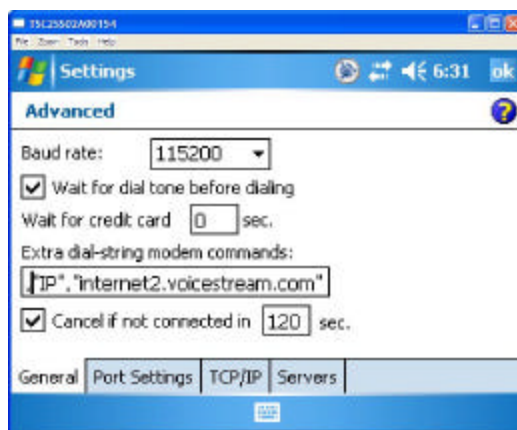 TSC25502A00154
File Zoom Tools Help
Settings 6:31 ok
Advanced ?
Baud rate: 115200
Wait for dial tone before dialing
Wait for credit card 0 sec.
Extra dial-string modem commands:
,"IP","internet2.voicestream.com"
Cancel if not connected in 120 sec.
General Port Settings TCP/IP Servers